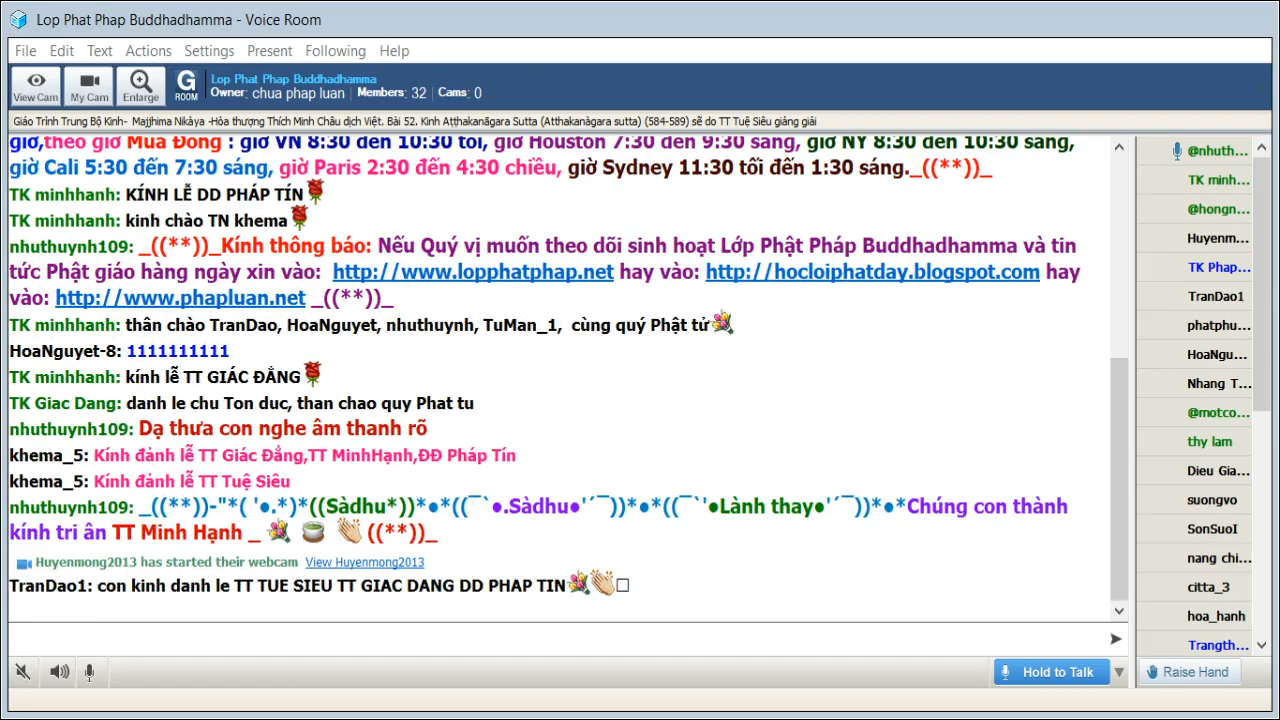 Lop Phat Phap Buddhadhamma - Voice Room
File Edit Text Actions Settings Present Following Help
View Cam My Cam Enlarge G ROOM
Lop Phat Phap Buddhadhamma
Owner: chua phap luan Members: 32 Cams: 0
Giáo Trình Trung Bộ Kinh- Majjhima Nikàya -Hòa thượng Thích Minh Châu dịch Việt. Bài 52. Kinh Aṭṭhakanāgara Sutta (Atthakanàgara sutta) (584-589) sẽ do TT Tuệ Siêu giảng giải
giờ,theo giờ Mùa Đông : giờ VN 8:30 đến 10:30 tối, giờ Houston 7:30 đến 9:30 sáng, giờ NY 8:30 đến 10:30 sáng,
giờ Cali 5:30 đến 7:30 sáng, giờ Paris 2:30 đến 4:30 chiều, giờ Sydney 11:30 tối đến 1:30 sáng._((**))_
TK minhhanh: KÍNH LỄ DD PHÁP TÍN
TK minhhanh: kinh chào TN khema
nhuthuynh109: _((**))_Kính thông báo: Nếu Quý vị muốn theo dõi sinh hoạt Lớp Phật Pháp Buddhadhamma và tin
tức Phật giáo hàng ngày xin vào: http://www.lopphatphap.net hay vào: http://hocloiphatday.blogspot.com hay
vào: http://www.phapluan.net _((**))_
TK minhhanh: thân chào TranDao, HoaNguyet, nhuthuynh, TuMan_1, cùng quý Phật tử
HoaNguyet-8: 1111111111
TK minhhanh: kính lễ TT GIÁC ĐẲNG
TK Giac Dang: danh le chu Ton duc, than chao quy Phat tu
nhuthuynh109: Dạ thưa con nghe âm thanh rõ
khema_5: Kính đảnh lễ TT Giác Đẳng,TT MinhHạnh,ĐĐ Pháp Tín
khema_5: Kính đảnh lễ TT Tuệ Siêu
nhuthuynh109: _((**))-"*( '●.*)*((Sàdhu*))*●*((¯`●.Sàdhu●'´¯))*●*((¯`'●Lành thay●'´¯))*●*Chúng con thành
kính tri ân TT Minh Hạnh _ ((**))_
Huyenmong2013 has started their webcam View Huyenmong2013
TranDao1: con kinh danh le TT TUE SIEU TT GIAC DANG DD PHAP TIN
@nhuth...
TK minh...
@hongn...
Huyenm...
TK Phap...
TranDao1
phatphu...
HoaNgu...
Nhang T...
@motco...
thy lam
Dieu Gia...
suongvo
SonSuoI
nang chi...
citta_3
hoa_hanh
Trangth...
Hold to Talk
Raise Hand